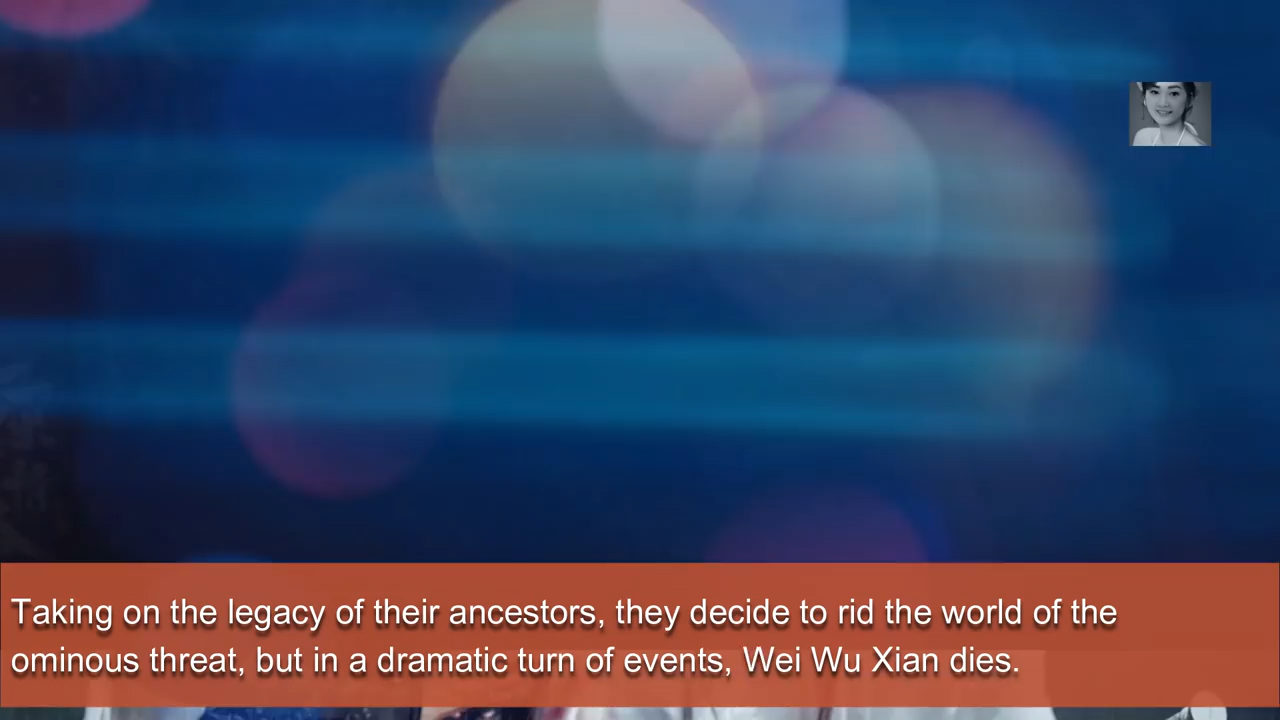 Taking on the legacy of their ancestors, they decide to rid the world of the
ominous threat, but in a dramatic turn of events, Wei Wu Xian dies.